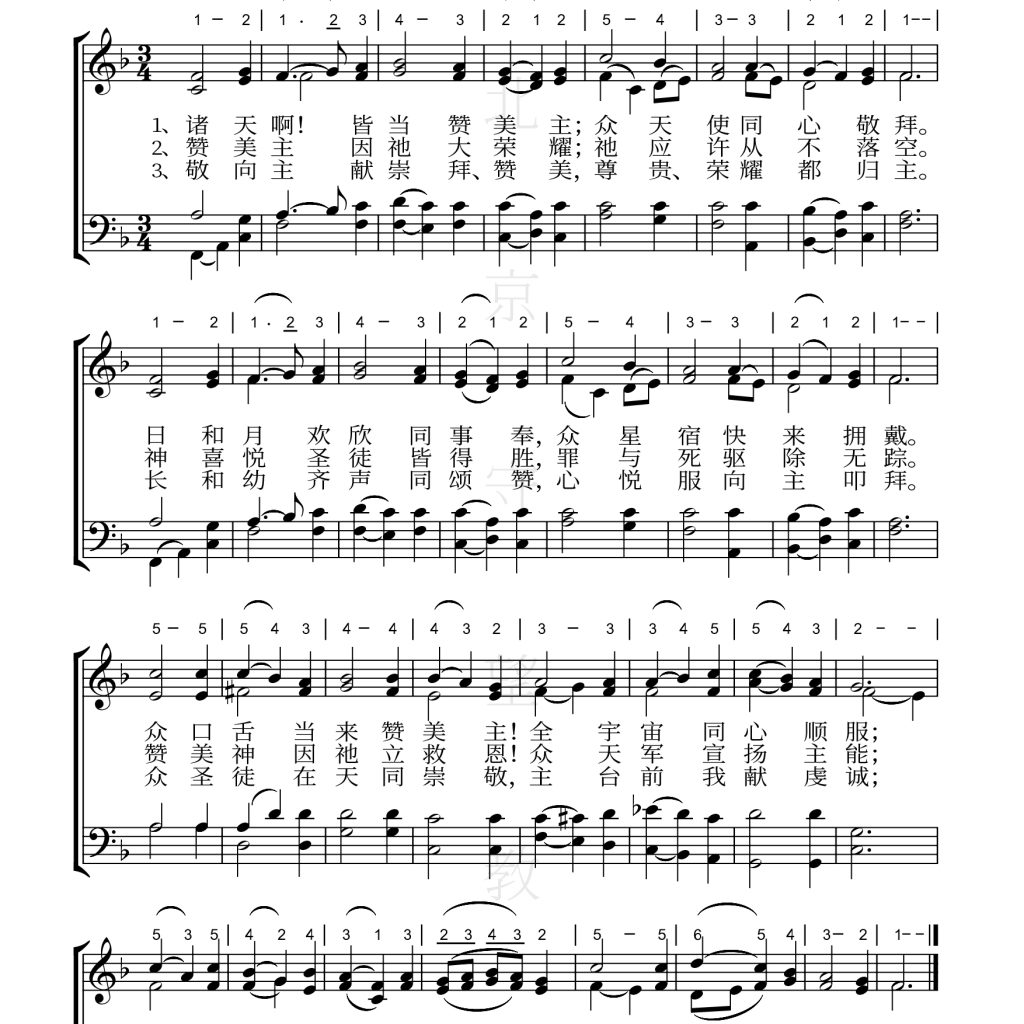 1 – 2 | 1 · 2 3 | 4 – 3 | 2 1 2 | 5 – 4 | 3 – 3 | 2 1 2 | 1 – – |
1、诸天啊！皆当赞美主；众天使同心敬拜。
2、赞美主因祂大荣耀；祂应许从不落空。
3、敬向主献崇拜、赞美，尊贵、荣耀都归主。
1 – 2 | 1 · 2 3 | 4 – 3 | 2 1 2 | 5 – 4 | 3 – 3 | 2 1 2 | 1 – – |
日和月欢欣同事奉，众星宿快来拥戴。
神喜悦圣徒皆得胜，罪与死驱除无踪。
长和幼齐声同颂赞，心悦服向主叩拜。
5 – 5 | 5 4 3 | 4 – 4 | 4 3 2 | 3 – 3 | 3 4 5 | 5 4 3 | 2 – – |
众口舌当来赞美主！全宇宙同心顺服；
赞美神因祂立救恩！众天军宣扬主能；
众圣徒在天同崇敬，主台前我献虔诚；
5 3 5 | 4 2 4 | 3 1 3 | 2 3 4 3 2 | 5 – 5 | 6 5 4 | 3 – 2 | 1 – –
北京守望教